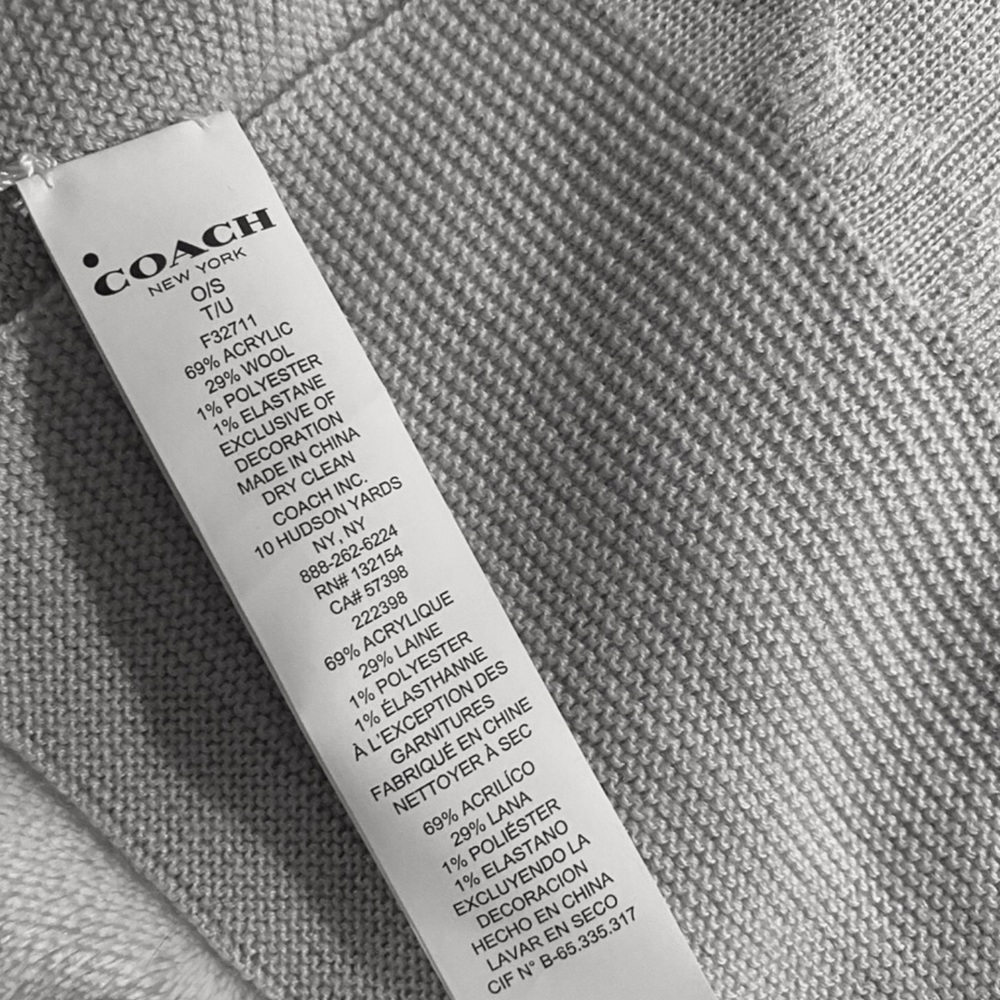 COACH
NEW YORK
O/S
T/U
F32711
69% ACRYLIC
29% WOOL
1% POLYESTER
1% ELASTANE
EXCLUSIVE OF
DECORATION
MADE IN CHINA
DRY CLEAN
COACH INC.
10 HUDSON YARDS
NY, NY
888-262-6224
RN# 132154
CA# 57398
222398
69% ACRYLIQUE
29% LAINE
1% POLYESTER
1% ÉLASTHANNE
À L'EXCEPTION DES
GARNITURES
FABRIQUÉ EN CHINE
NETTOYER À SEC
69% ACRILÍCO
29% LANA
1% POLIÉSTER
1% ELASTANO
EXCLUYENDO LA
DECORACION
HECHO EN CHINA
LAVAR EN SECO
CIF N° B-65.335.317